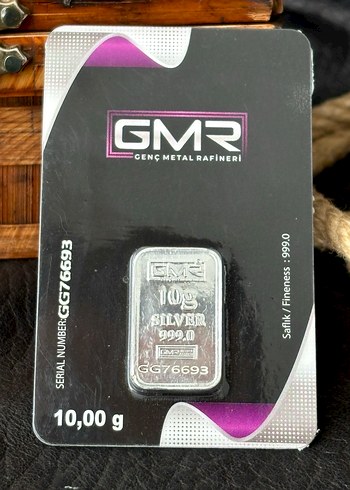 GMR
GENÇ METAL RAFİNERİ
SERIAL NUMBER:GG76693
Saflık / Fineness : 999.0
GMR
10g
SILVER
999.0
GMR
GG76693
10,00 g